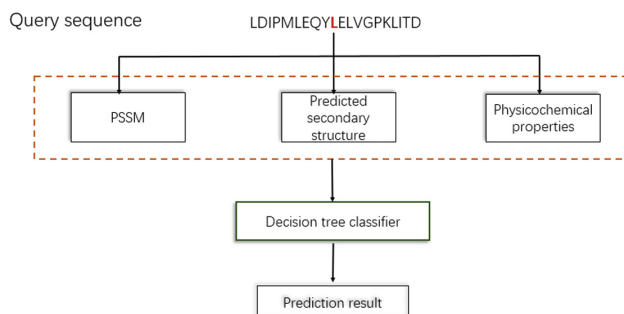 Query sequence
LDIPMLEQYLELVGPKLITD
PSSM
Predicted
secondary
structure
Physicochemical
properties
Decision tree classifier
Prediction result